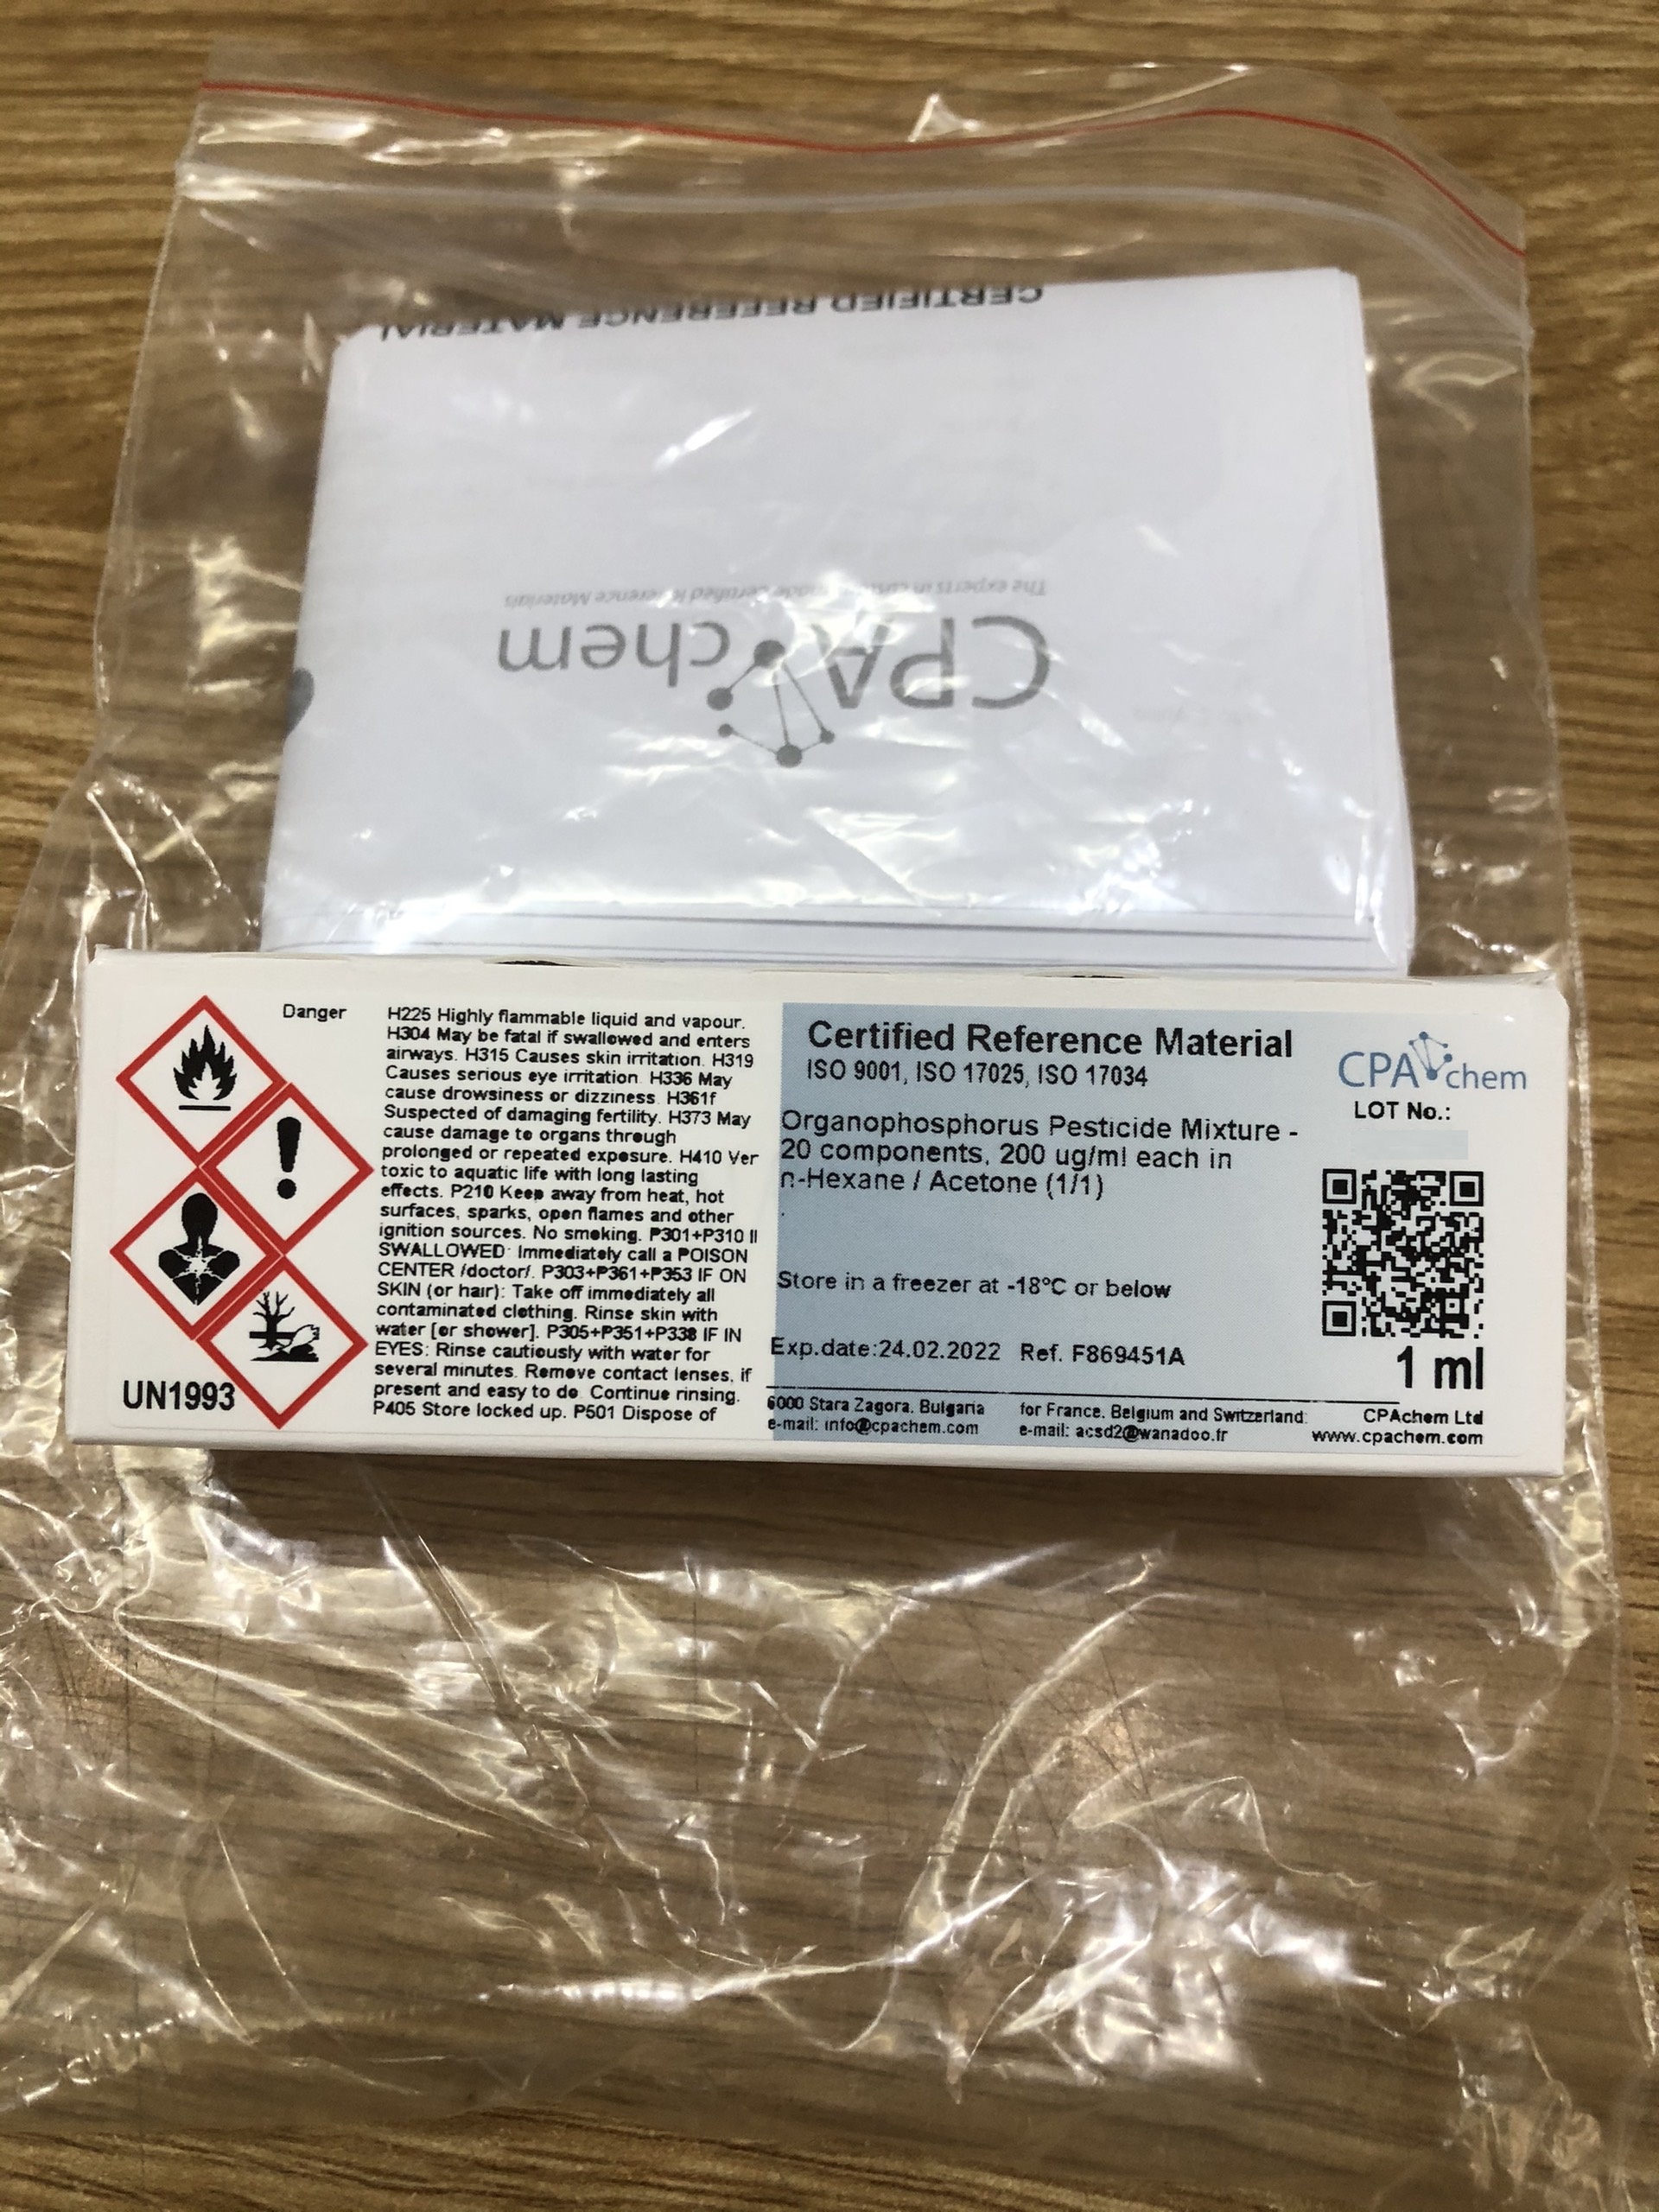 CERTIFIED REFERENCE MATERIAL
The experts in custom made Certified Reference Materials
CPAchem
Danger
UN1993
H225 Highly flammable liquid and vapour.
H304 May be fatal if swallowed and enters
airways. H315 Causes skin irritation. H319
Causes serious eye irritation. H336 May
cause drowsiness or dizziness. H361f
Suspected of damaging fertility. H373 May
cause damage to organs through
prolonged or repeated exposure. H410 Ver
toxic to aquatic life with long lasting
effects. P210 Keep away from heat, hot
surfaces, sparks, open flames and other
ignition sources. No smoking. P301+P310 II
SWALLOWED: Immediately call a POISON
CENTER /doctor/. P303+P361+P353 IF ON
SKIN (or hair): Take off immediately all
contaminated clothing. Rinse skin with
water [or shower]. P305+P351+P338 IF IN
EYES: Rinse cautiously with water for
several minutes. Remove contact lenses, if
present and easy to do. Continue rinsing.
P405 Store locked up. P501 Dispose of
Certified Reference Material
ISO 9001, ISO 17025, ISO 17034
CPAchem
LOT No.:
Organophosphorus Pesticide Mixture -
20 components, 200 ug/ml each in
n-Hexane / Acetone (1/1)
.
Store in a freezer at -18°C or below
Exp.date:24.02.2022 Ref. F869451A
1 ml
6000 Stara Zagora, Bulgaria
e-mail: info@cpachem.com
for France, Belgium and Switzerland:
e-mail: acsd2@wanadoo.fr
CPAchem Ltd
www.cpachem.com